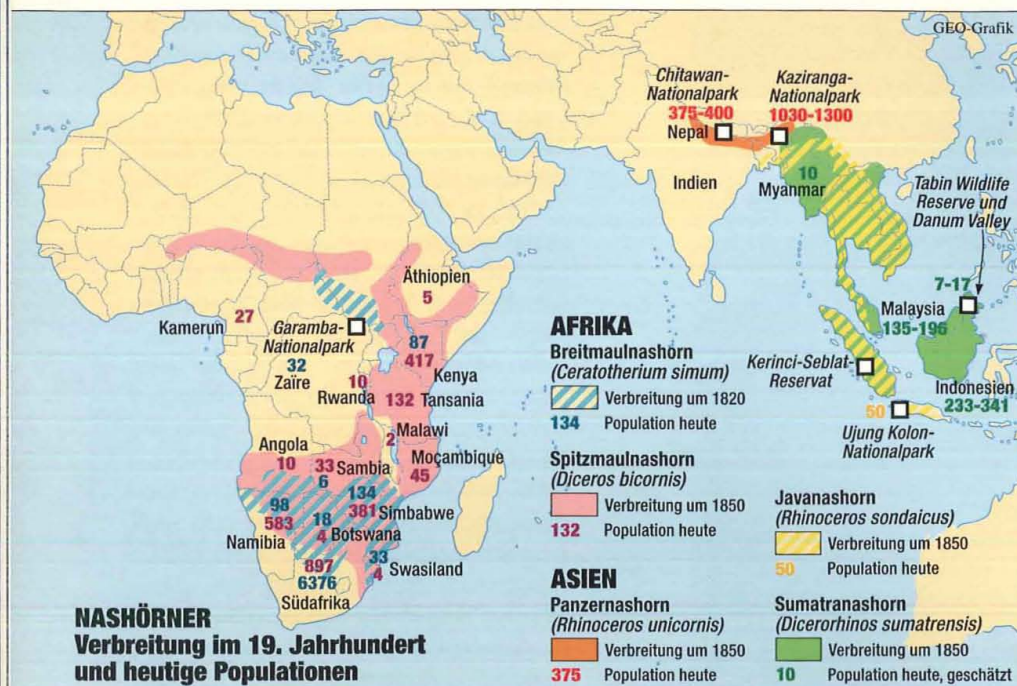 GEO-Grafik
Chitawan-
Nationalpark
375-400
Kaziranga-
Nationalpark
1030-1300
Nepal
Indien
10
Myanmar
Tabin Wildlife
Reserve und
Danum Valley
7-17
Malaysia
135-196
Kerinci-Seblat-
Reservat
Indonesien
233-341
50
Ujung Kolon-
Nationalpark
Äthiopien
5
27
Kamerun
Garamba-
Nationalpark
32
Zaïre
87
417
Kenya
10
Rwanda
132
Tansania
Malawi
2
Angola
10
33
Sambia
6
Moçambique
45
98
583
Namibia
134
381
Simbabwe
18
4
Botswana
33
4
Swasiland
897
6376
Südafrika
NASHÖRNER
Verbreitung im 19. Jahrhundert
und heutige Populationen
AFRIKA
Breitmaulnashorn
(Ceratotherium simum)
Verbreitung um 1820
134 Population heute
Spitzmaulnashorn
(Diceros bicornis)
Verbreitung um 1850
132 Population heute
ASIEN
Panzernashorn
(Rhinoceros unicornis)
Verbreitung um 1850
375 Population heute
Javanashorn
(Rhinoceros sondaicus)
Verbreitung um 1850
50 Population heute
Sumatranashorn
(Dicerorhinos sumatrensis)
Verbreitung um 1850
10 Population heute, geschätzt